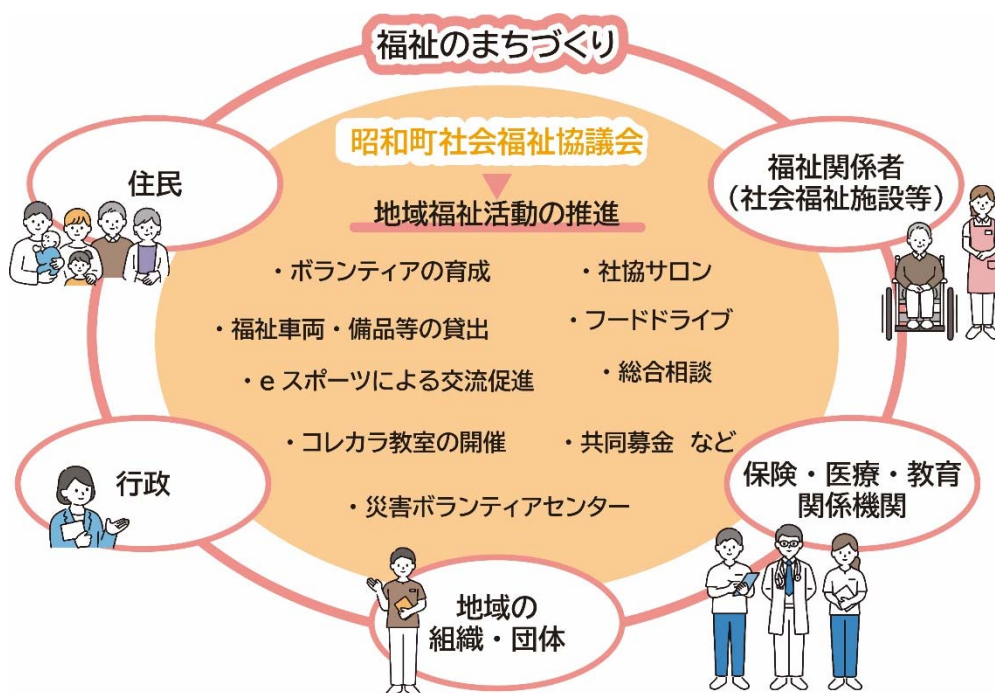 福祉のまちづくり
昭和町社会福祉協議会
地域福祉活動の推進
・ボランティアの育成
・社協サロン
・福祉車両・備品等の貸出
・フードドライブ
・eスポーツによる交流促進
・総合相談
・コレカラ教室の開催
・共同募金 など
・災害ボランティアセンター
住民
福祉関係者
(社会福祉施設等)
行政
保険・医療・教育
関係機関
地域の
組織・団体